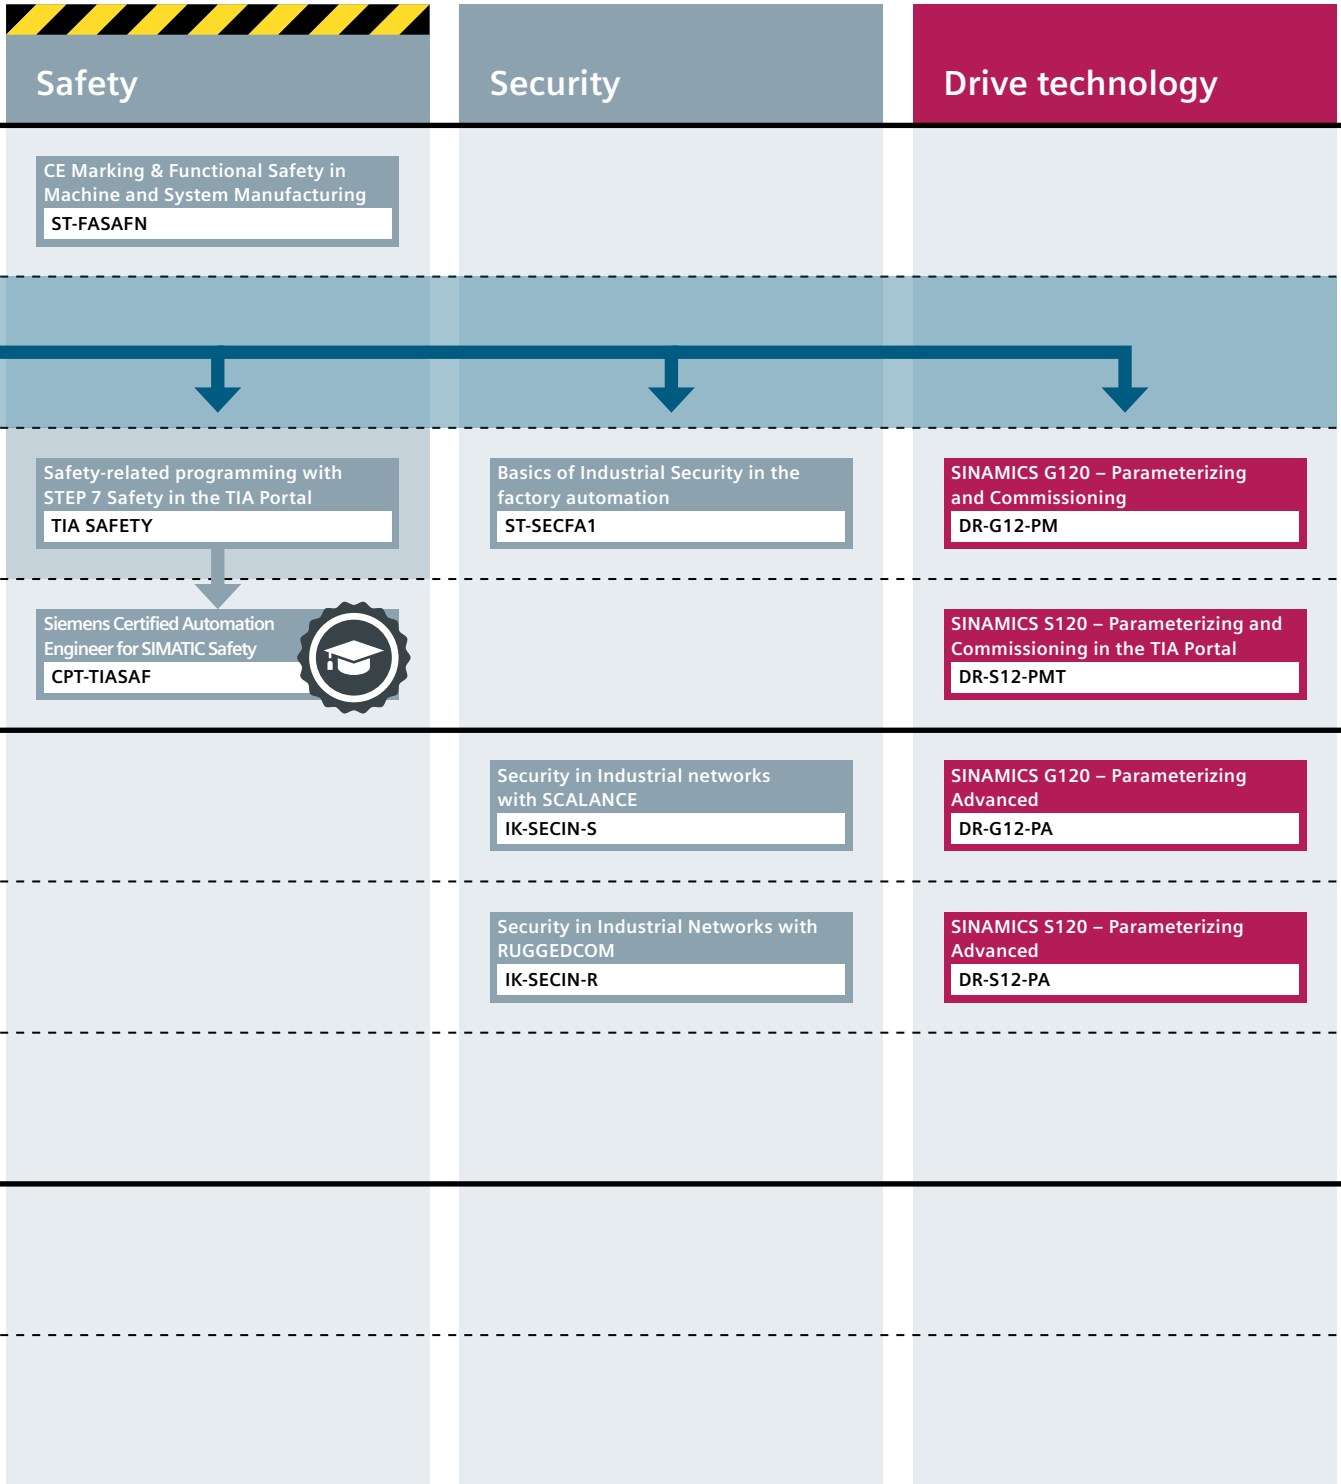 Safety
Security
Drive technology
CE Marking & Functional Safety in
Machine and System Manufacturing
ST-FASAFN
Safety-related programming with
STEP 7 Safety in the TIA Portal
TIA SAFETY
Basics of Industrial Security in the
factory automation
ST-SECFA1
SINAMICS G120 – Parameterizing
and Commissioning
DR-G12-PM
Siemens Certified Automation
Engineer for SIMATIC Safety
CPT-TIASAF
SINAMICS S120 – Parameterizing and
Commissioning in the TIA Portal
DR-S12-PMT
Security in Industrial networks
with SCALANCE
IK-SECIN-S
SINAMICS G120 – Parameterizing
Advanced
DR-G12-PA
Security in Industrial Networks with
RUGGEDCOM
IK-SECIN-R
SINAMICS S120 – Parameterizing
Advanced
DR-S12-PA